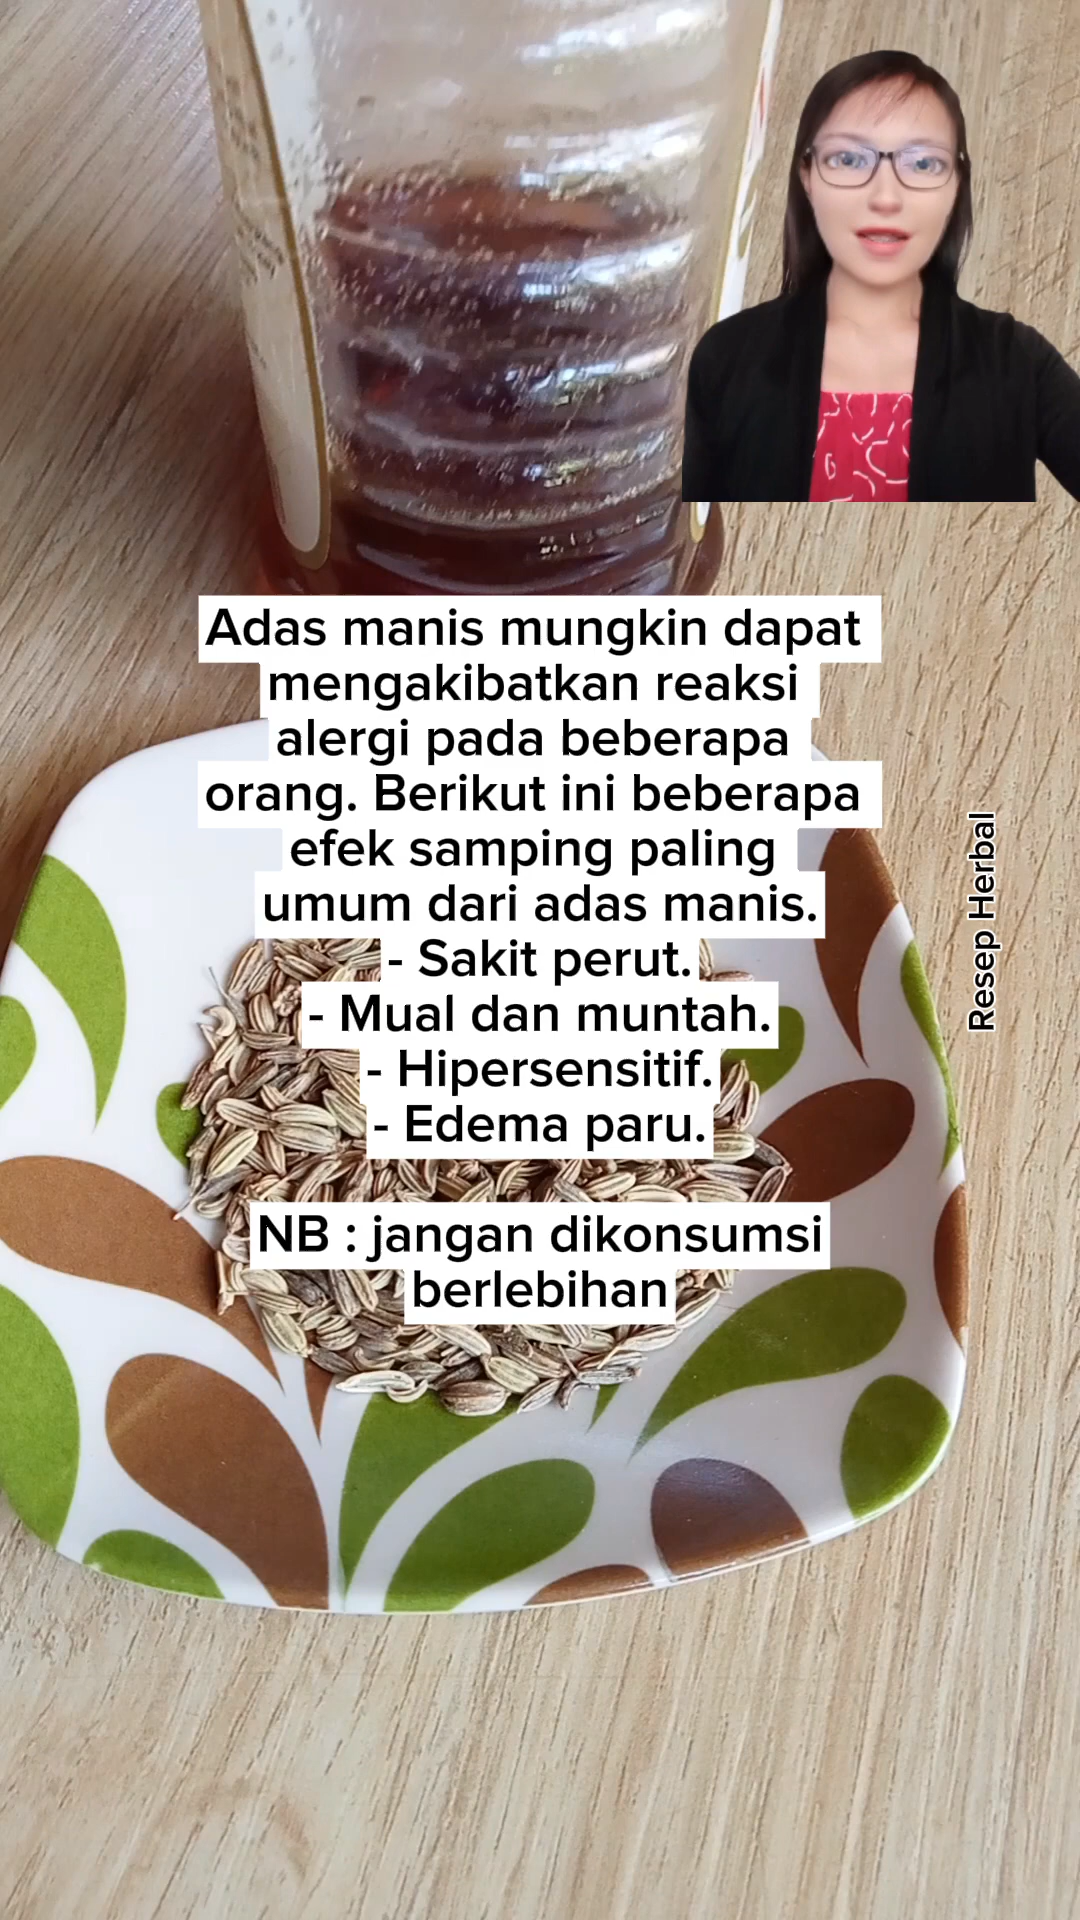 Adas manis mungkin dapat
mengakibatkan reaksi
alergi pada beberapa
orang. Berikut ini beberapa
efek samping paling
umum dari adas manis.
- Sakit perut.
- Mual dan muntah.
- Hipersensitif.
- Edema paru.
NB : jangan dikonsumsi
berlebihan
Resep Herbal